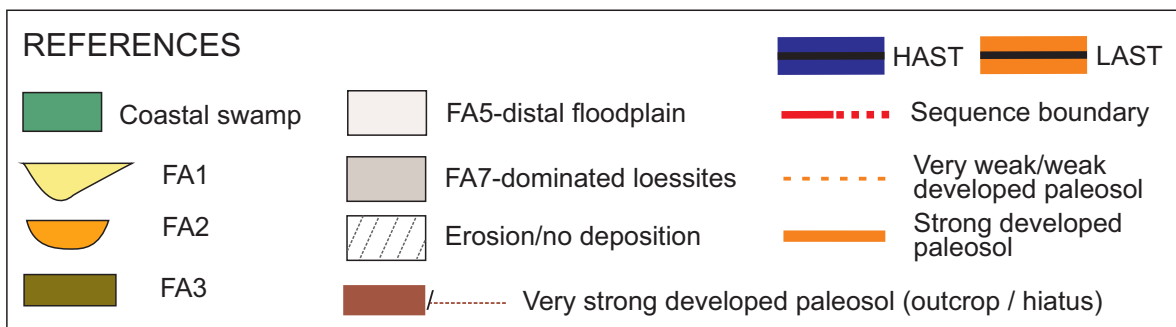 REFERENCES
HAST
LAST
Coastal swamp
FA5-distal floodplain
Sequence boundary
FA1
FA7-dominated loessites
Very weak/weak
developed paleosol
FA2
Erosion/no deposition
Strong developed
paleosol
FA3
/ Very strong developed paleosol (outcrop / hiatus)